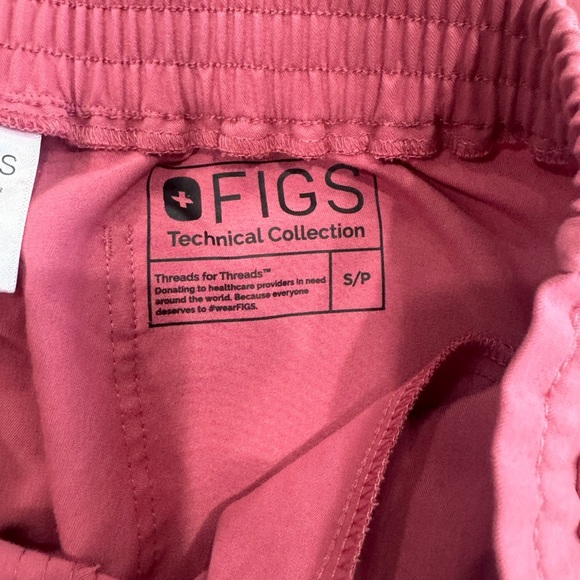 S
FIGS
Technical Collection
Threads for Threads™
Donating to healthcare providers in need
around the world. Because everyone
deserves to #wearFIGS.
S/P